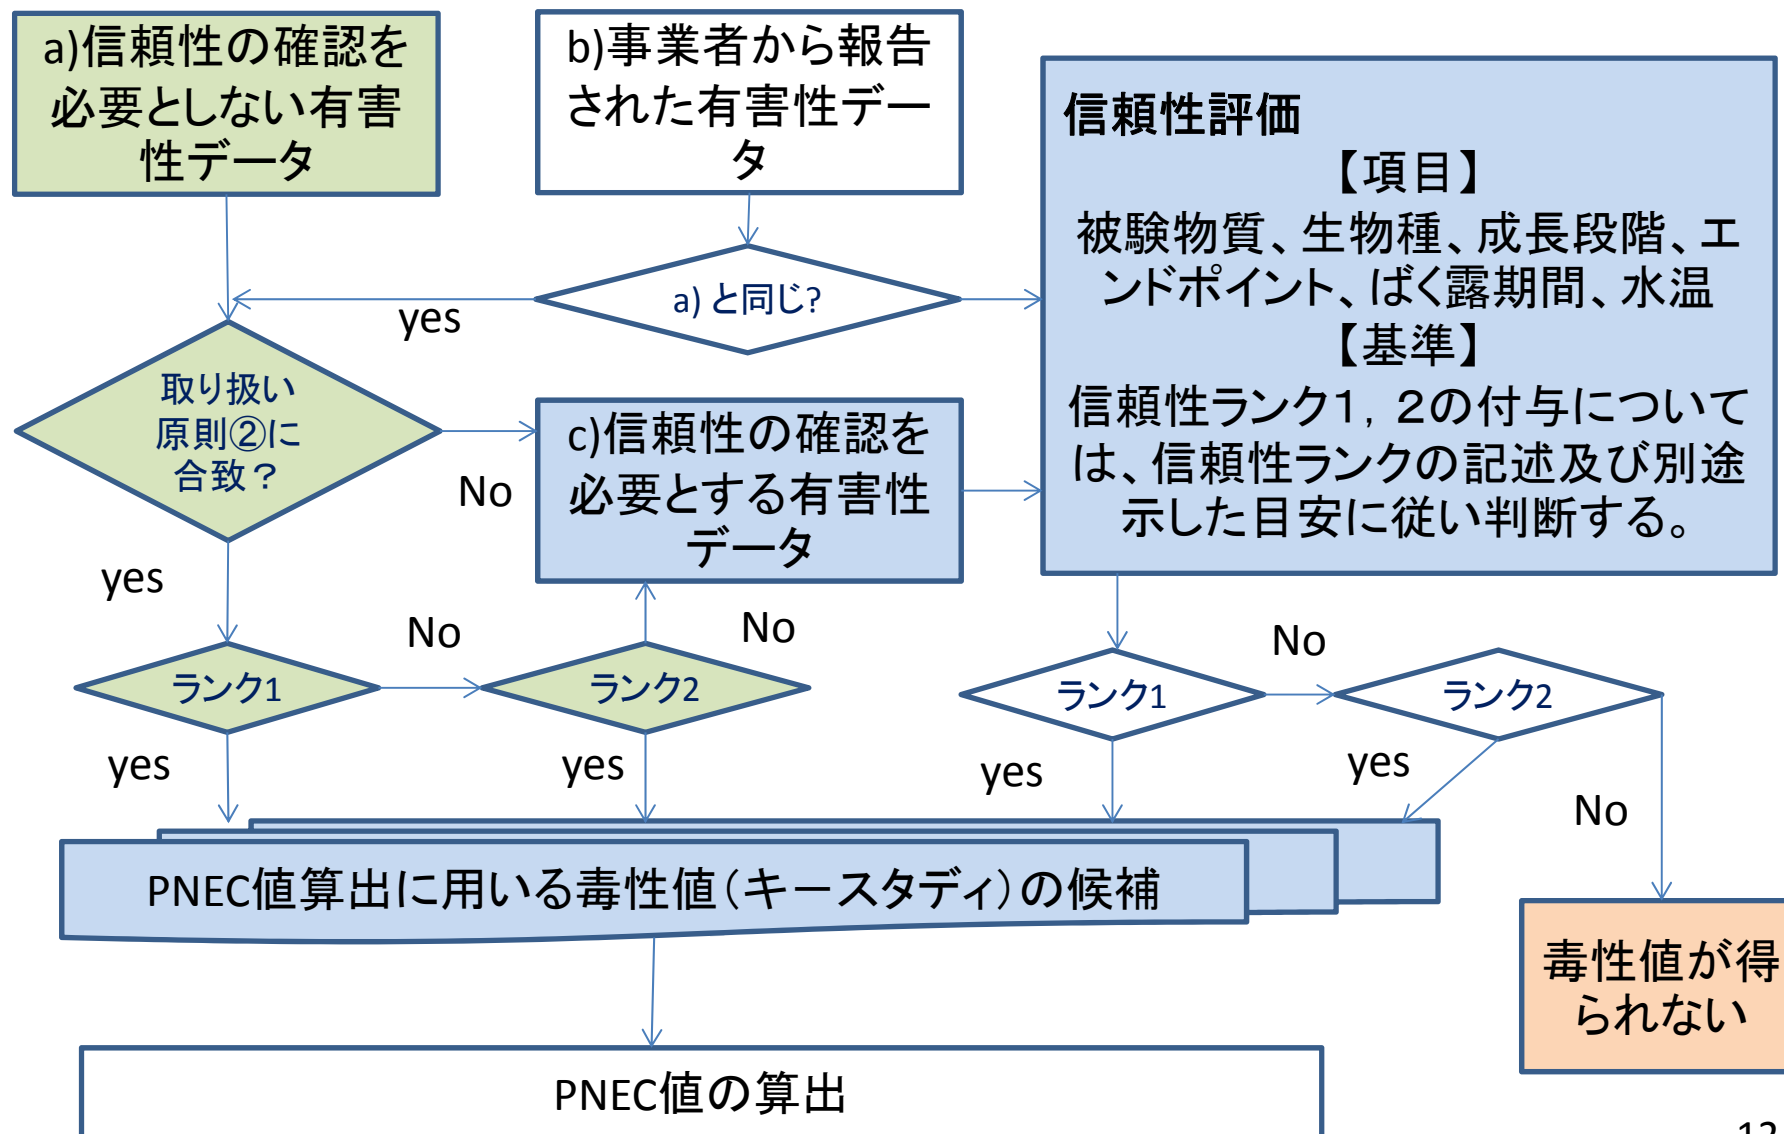 a)信頼性の確認を
必要としない有害
性データ
b)事業者から報告
された有害性デー
タ
信頼性評価
【項目】
被験物質、生物種、成長段階、エ
ンドポイント、ばく露期間、水温
【基準】
信頼性ランク1，2の付与について
は、信頼性ランクの記述及び別途
示した目安に従い判断する。
a) と同じ?
yes
取り扱い
原則②に
合致？
No
c)信頼性の確認を
必要とする有害性
データ
yes
No
No
No
ランク1
ランク2
ランク1
ランク2
yes
yes
yes
yes
No
PNEC値算出に用いる毒性値（キースタディ）の候補
毒性値が得
られない
PNEC値の算出